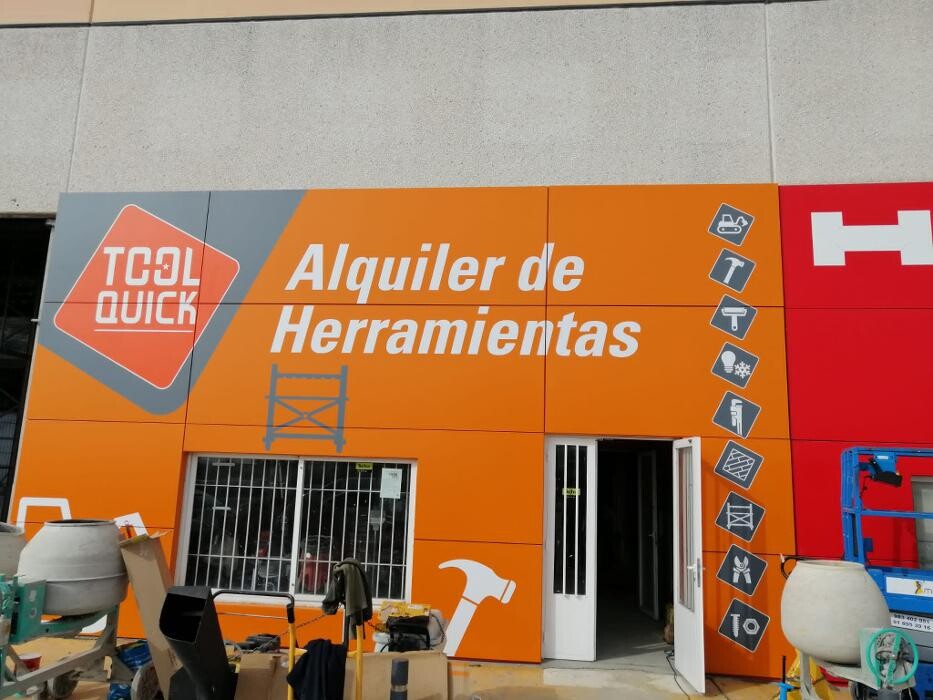 TOOL
QUICK
Alquiler de
Herramientas
H